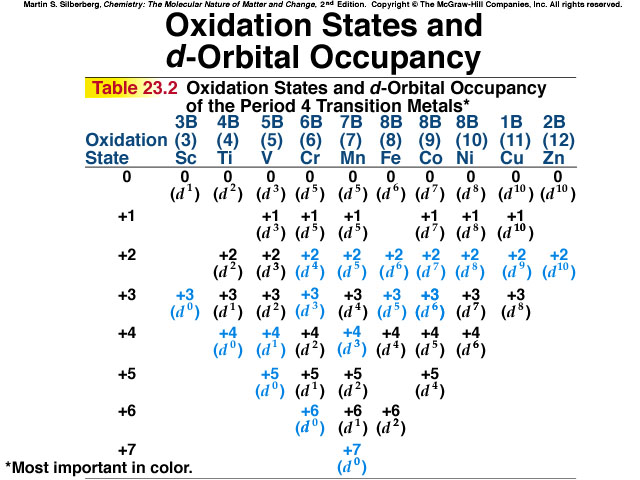 Martin S. Silberberg, Chemistry: The Molecular Nature of Matter and Change, 2nd Edition. Copyright © The McGraw-Hill Companies, Inc. All rights reserved.
Oxidation States and
d-Orbital Occupancy
Table 23.2 Oxidation States and d-Orbital Occupancy
of the Period 4 Transition Metals*
3B 4B 5B 6B 7B 8B 8B 8B 1B 2B
Oxidation (3) (4) (5) (6) (7) (8) (9) (10) (11) (12)
State Sc Ti V Cr Mn Fe Co Ni Cu Zn
0 0 0 0 0 0 0 0 0 0 0
(d1) (d2) (d3) (d5) (d5) (d6) (d7) (d8) (d10) (d10)
+1 +1 +1 +1 +1 +1 +1
(d3) (d5) (d5) (d7) (d8) (d10)
+2 +2 +2 +2 +2 +2 +2 +2 +2 +2
(d2) (d3) (d4) (d5) (d6) (d7) (d8) (d9) (d10)
+3 +3 +3 +3 +3 +3 +3 +3 +3 +3
(d0) (d1) (d2) (d3) (d4) (d5) (d6) (d7) (d8)
+4 +4 +4 +4 +4 +4 +4 +4
(d0) (d1) (d2) (d3) (d4) (d5) (d6)
+5 +5 +5 +5 +5
(d0) (d1) (d2) (d4)
+6 +6 +6 +6
(d0) (d1) (d2)
+7 +7
*Most important in color. (d0)